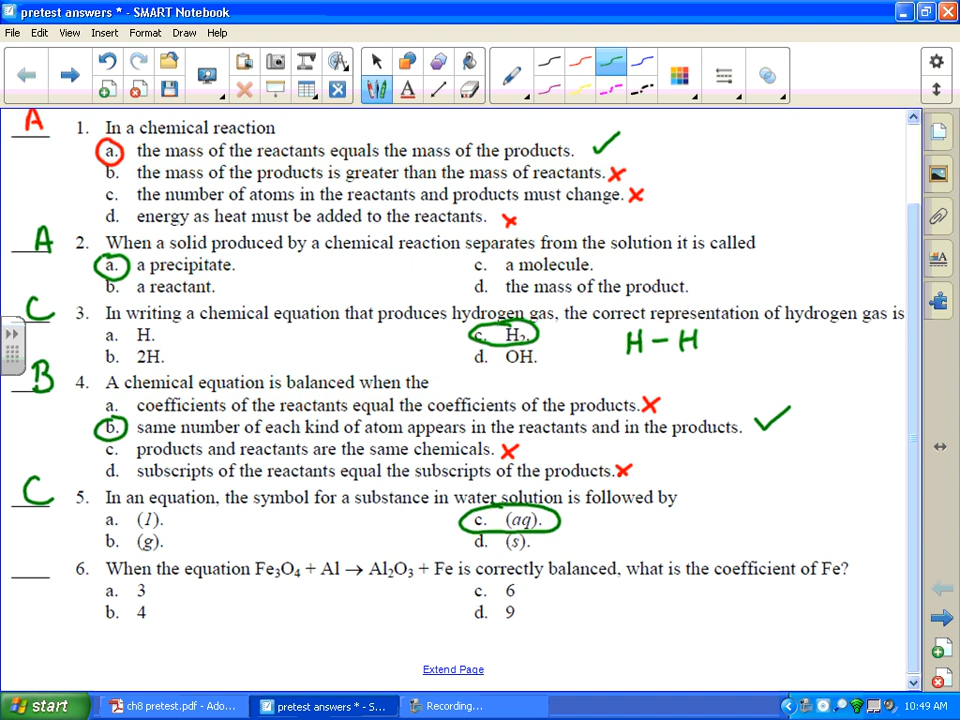 pretest answers * - SMART Notebook
File Edit View Insert Format Draw Help
A
1. In a chemical reaction
a. the mass of the reactants equals the mass of the products.
b. the mass of the products is greater than the mass of reactants.
c. the number of atoms in the reactants and products must change.
d. energy as heat must be added to the reactants.
A
2. When a solid produced by a chemical reaction separates from the solution it is called
a. a precipitate. c. a molecule.
b. a reactant. d. the mass of the product.
C
3. In writing a chemical equation that produces hydrogen gas, the correct representation of hydrogen gas is
a. H. c. H₂.
H – H
b. 2H. d. OH.
B
4. A chemical equation is balanced when the
a. coefficients of the reactants equal the coefficients of the products.
b. same number of each kind of atom appears in the reactants and in the products.
c. products and reactants are the same chemicals.
d. subscripts of the reactants equal the subscripts of the products.
C
5. In an equation, the symbol for a substance in water solution is followed by
a. (l). c. (aq).
b. (g). d. (s).
6. When the equation Fe₃O₄ + Al → Al₂O₃ + Fe is correctly balanced, what is the coefficient of Fe?
a. 3 c. 6
b. 4 d. 9
Extend Page
start ch8 pretest.pdf - Ado... pretest answers * - S... Recording... 10:49 AM